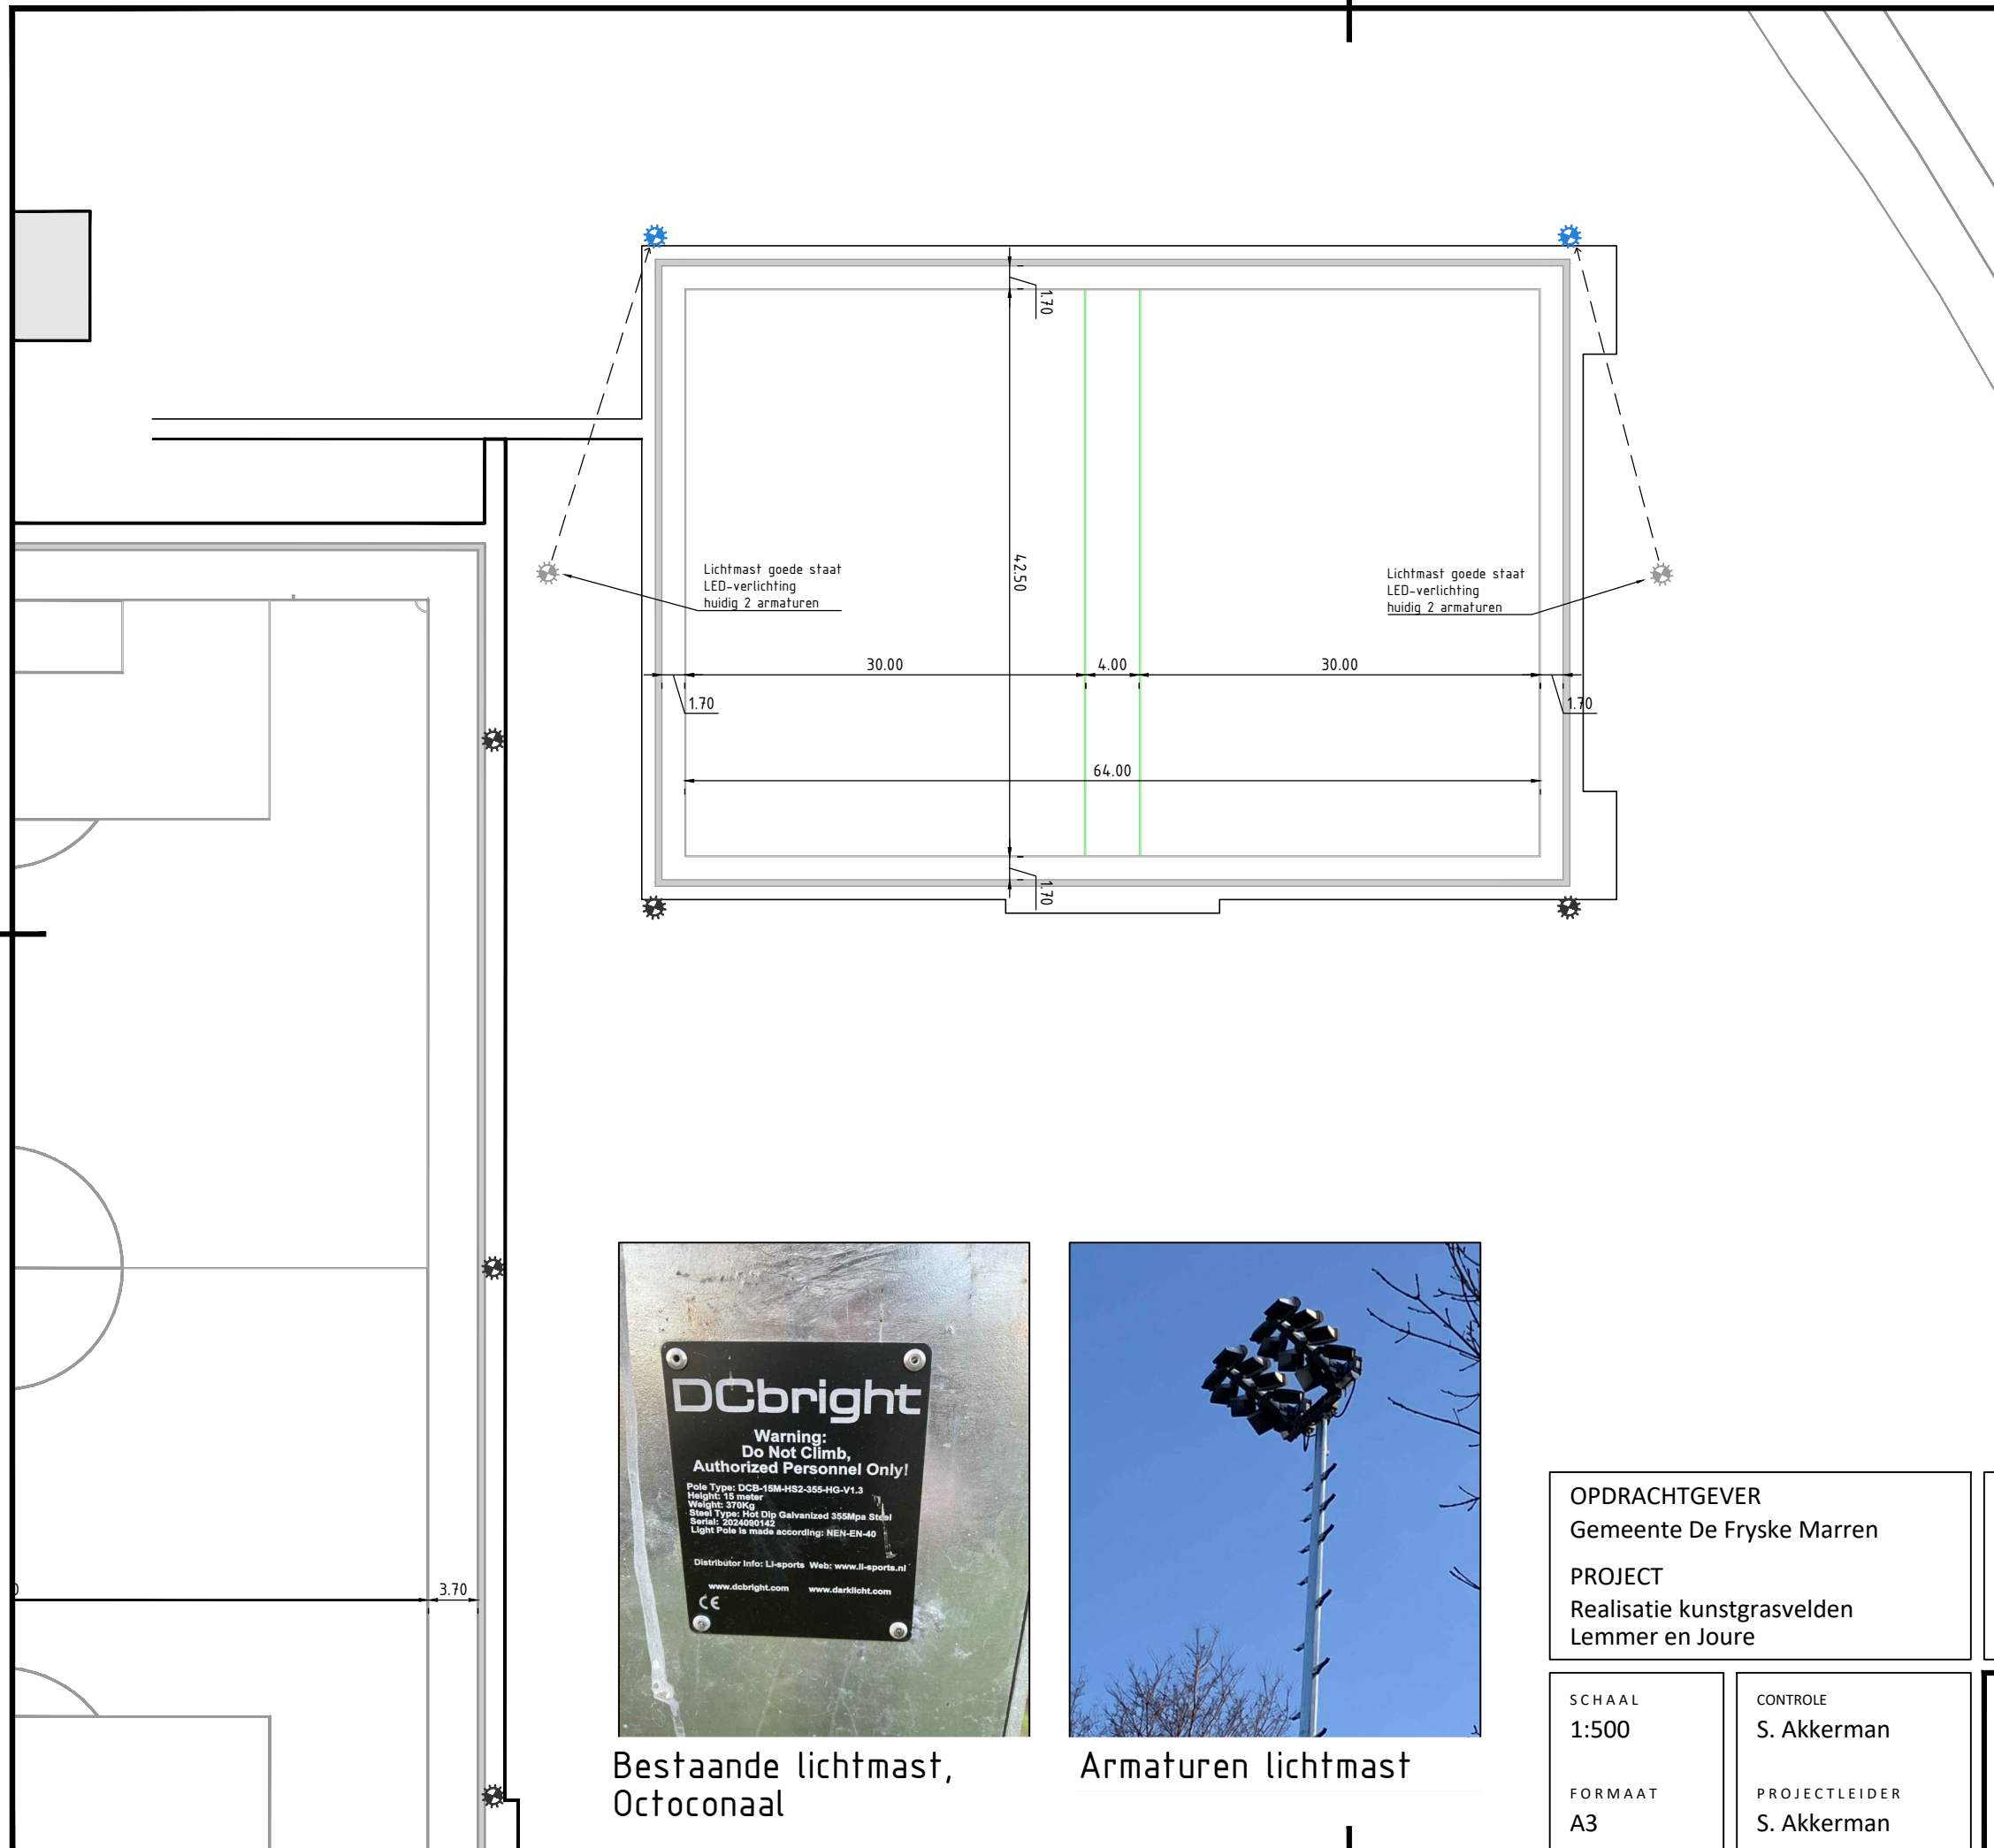 1.70
Lichtmast goede staat
LED-verlichting
huidig 2 armaturen
42.50
Lichtmast goede staat
LED-verlichting
huidig 2 armaturen
30.00
4.00
30.00
1.70
1.70
64.00
1.70
3.70
DCbright
Warning:
Do Not Climb,
Authorized Personnel Only!
Pole Type: DCB-15M-HS2-355-HG-V1.3
Height: 15 meter
Weight: 370Kg
Steel Type: Hot Dip Galvanized 355Mpa Steel
Serial: 2024090142
Light Pole is made according: NEN-EN-40
Distributor Info: Li-sports Web: www.li-sports.nl
www.dcbright.com www.darklicht.com
CE
Bestaande lichtmast,
Octoconaal
Armaturen lichtmast
OPDRACHTGEVER
Gemeente De Fryske Marren
PROJECT
Realisatie kunstgrasvelden
Lemmer en Joure
SCHAAL
1:500
FORMAAT
A3
CONTROLE
S. Akkerman
PROJECTLEIDER
S. Akkerman